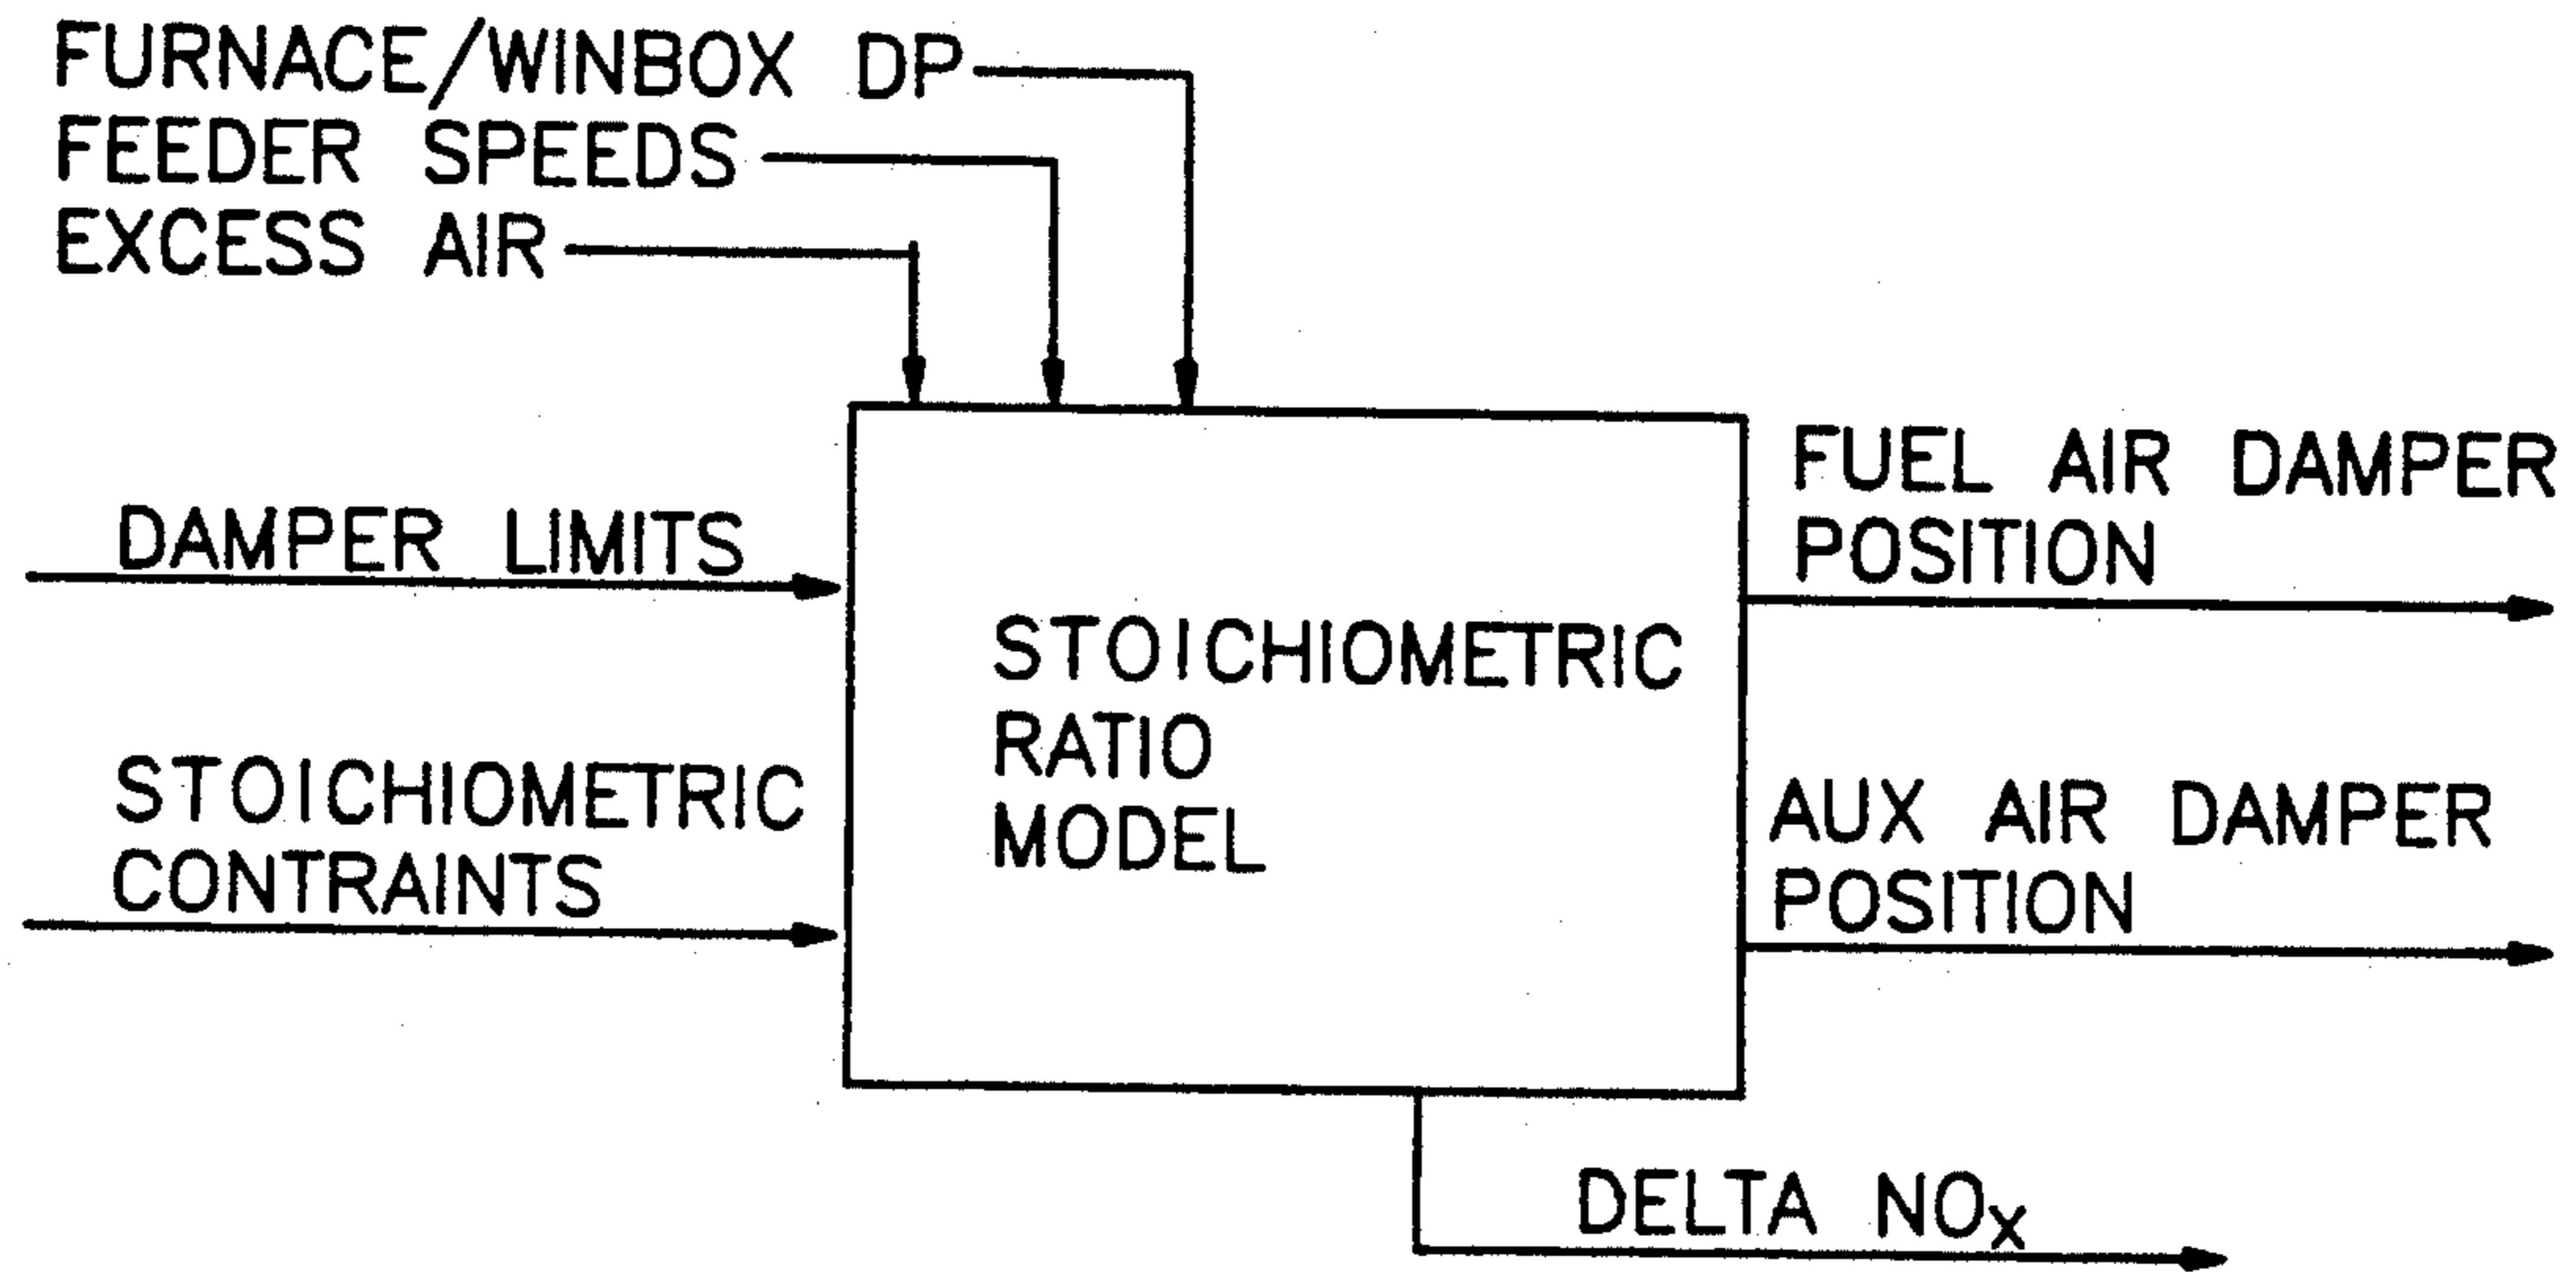 FURNACE/WINBOX DP
FEEDER SPEEDS
EXCESS AIR
DAMPER LIMITS
STOICHIOMETRIC
CONTRAINTS
STOICHIOMETRIC
RATIO
MODEL
FUEL AIR DAMPER
POSITION
AUX AIR DAMPER
POSITION
DELTA NOx